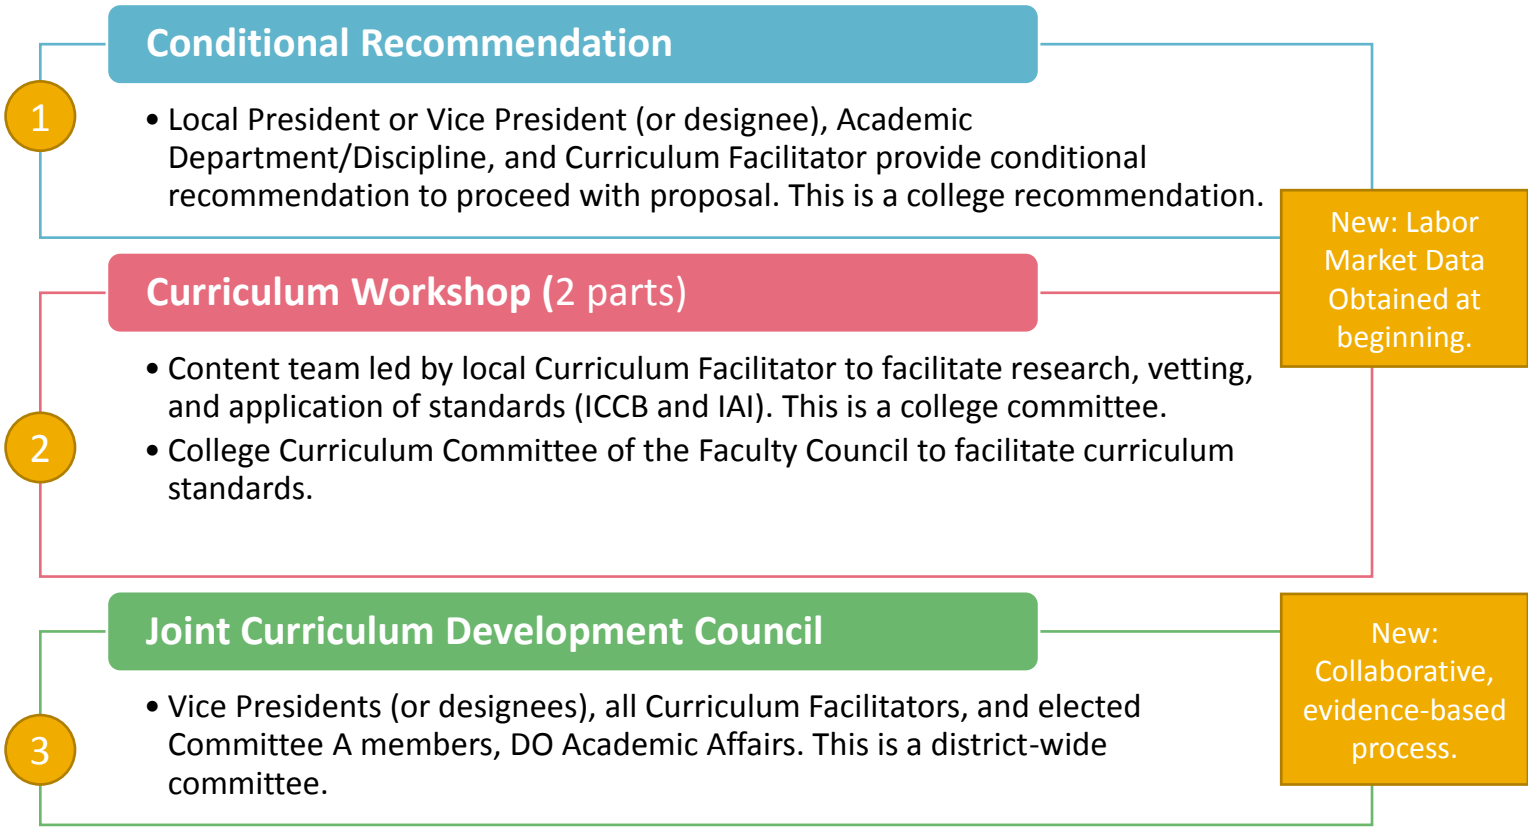 Conditional Recommendation
1
• Local President or Vice President (or designee), Academic
Department/Discipline, and Curriculum Facilitator provide conditional
recommendation to proceed with proposal. This is a college recommendation.
New: Labor
Market Data
Obtained at
beginning.
Curriculum Workshop (2 parts)
2
• Content team led by local Curriculum Facilitator to facilitate research, vetting,
and application of standards (ICCB and IAI). This is a college committee.
• College Curriculum Committee of the Faculty Council to facilitate curriculum
standards.
Joint Curriculum Development Council
3
• Vice Presidents (or designees), all Curriculum Facilitators, and elected
Committee A members, DO Academic Affairs. This is a district-wide
committee.
New:
Collaborative,
evidence-based
process.